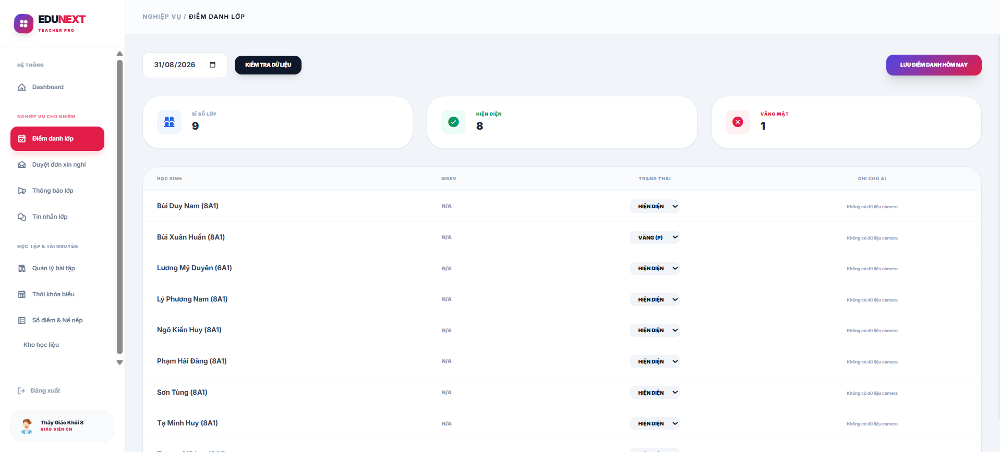 EDUNEXT
TEACHER PRO
HỆ THỐNG
Dashboard
NGHIỆP VỤ CHỦ NHIỆM
Điểm danh lớp
Duyệt đơn xin nghỉ
Thông báo lớp
Tin nhắn lớp
HỌC TẬP & TÀI NGUYÊN
Quản lý bài tập
Thời khóa biểu
Sổ điểm & Nề nếp
Kho học liệu
Đăng xuất
Thầy Giáo Khối 8
GIÁO VIÊN CN
NGHIỆP VỤ / ĐIỂM DANH LỚP
31/08/2026
KIỂM TRA DỮ LIỆU
LƯU ĐIỂM DANH HÔM NAY
SĨ SỐ LỚP
9
HIỆN DIỆN
8
VẮNG MẶT
1
HỌC SINH MSSV TRẠNG THÁI GHI CHÚ AI
Bùi Duy Nam (8A1) N/A HIỆN DIỆN Không có dữ liệu camera
Bùi Xuân Huấn (8A1) N/A VẮNG (P) Không có dữ liệu camera
Lương Mỹ Duyên (6A1) N/A HIỆN DIỆN Không có dữ liệu camera
Lý Phương Nam (8A1) N/A HIỆN DIỆN Không có dữ liệu camera
Ngô Kiến Huy (8A1) N/A HIỆN DIỆN Không có dữ liệu camera
Phạm Hải Đăng (8A1) N/A HIỆN DIỆN Không có dữ liệu camera
Sơn Tùng (8A1) N/A HIỆN DIỆN Không có dữ liệu camera
Tạ Minh Huy (8A1) N/A HIỆN DIỆN Không có dữ liệu camera